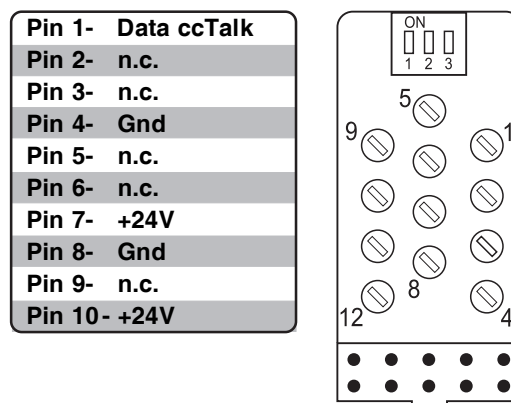 Pin 1- Data ccTalk
Pin 2- n.c.
Pin 3- n.c.
Pin 4- Gnd
Pin 5- n.c.
Pin 6- n.c.
Pin 7- +24V
Pin 8- Gnd
Pin 9- n.c.
Pin 10- +24V
ON
1 2 3
5
9
1
8
12
4